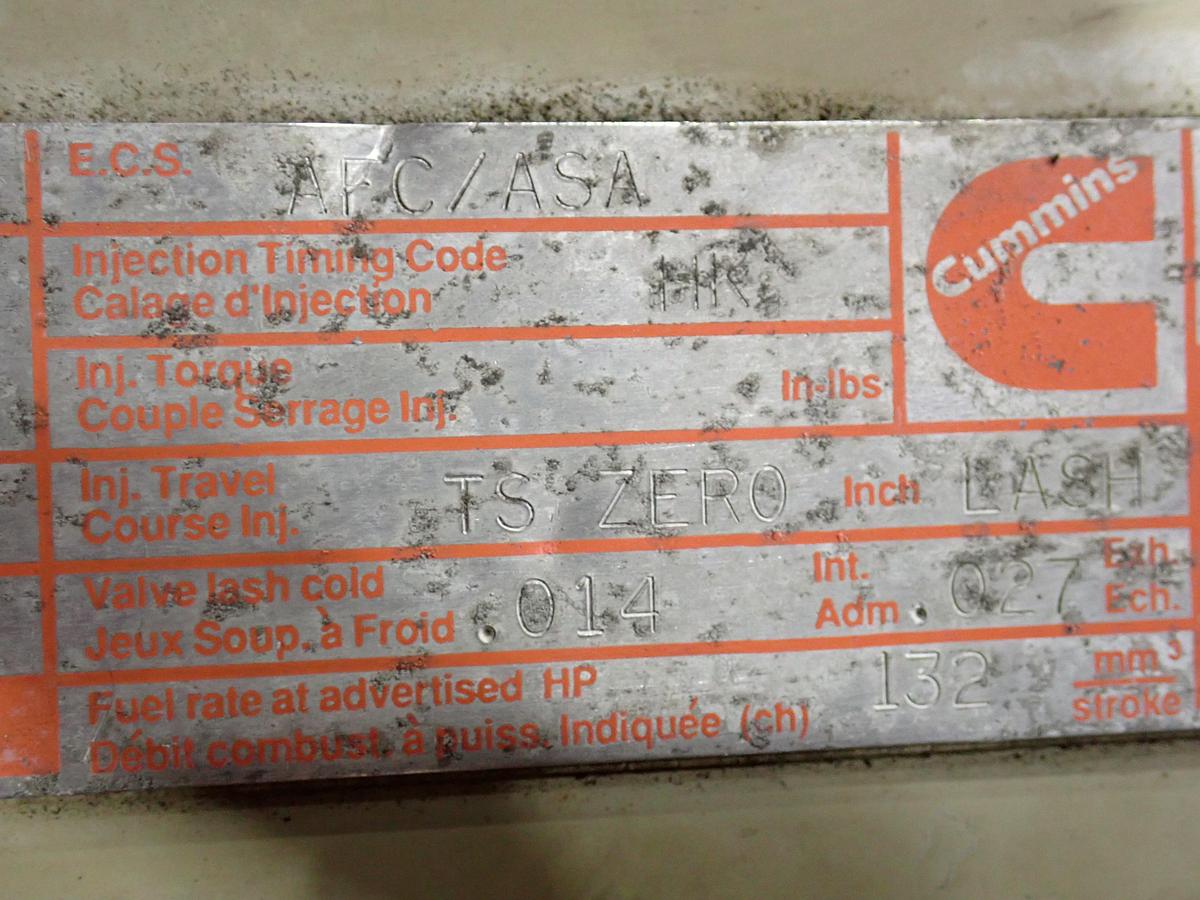 E.C.S. AFC/ASA
Cummins
Injection Timing Code
Calage d'Injection HK
Inj. Torque
Couple Serrage Inj. In-lbs
Inj. Travel
Course Inj. TS ZERO Inch LASH
Valve lash cold Int. Exh.
Jeux Soup. à Froid .014 Adm .027 Ech.
Fuel rate at advertised HP 132 mm³
Débit combust. à puiss. Indiquée (ch) stroke